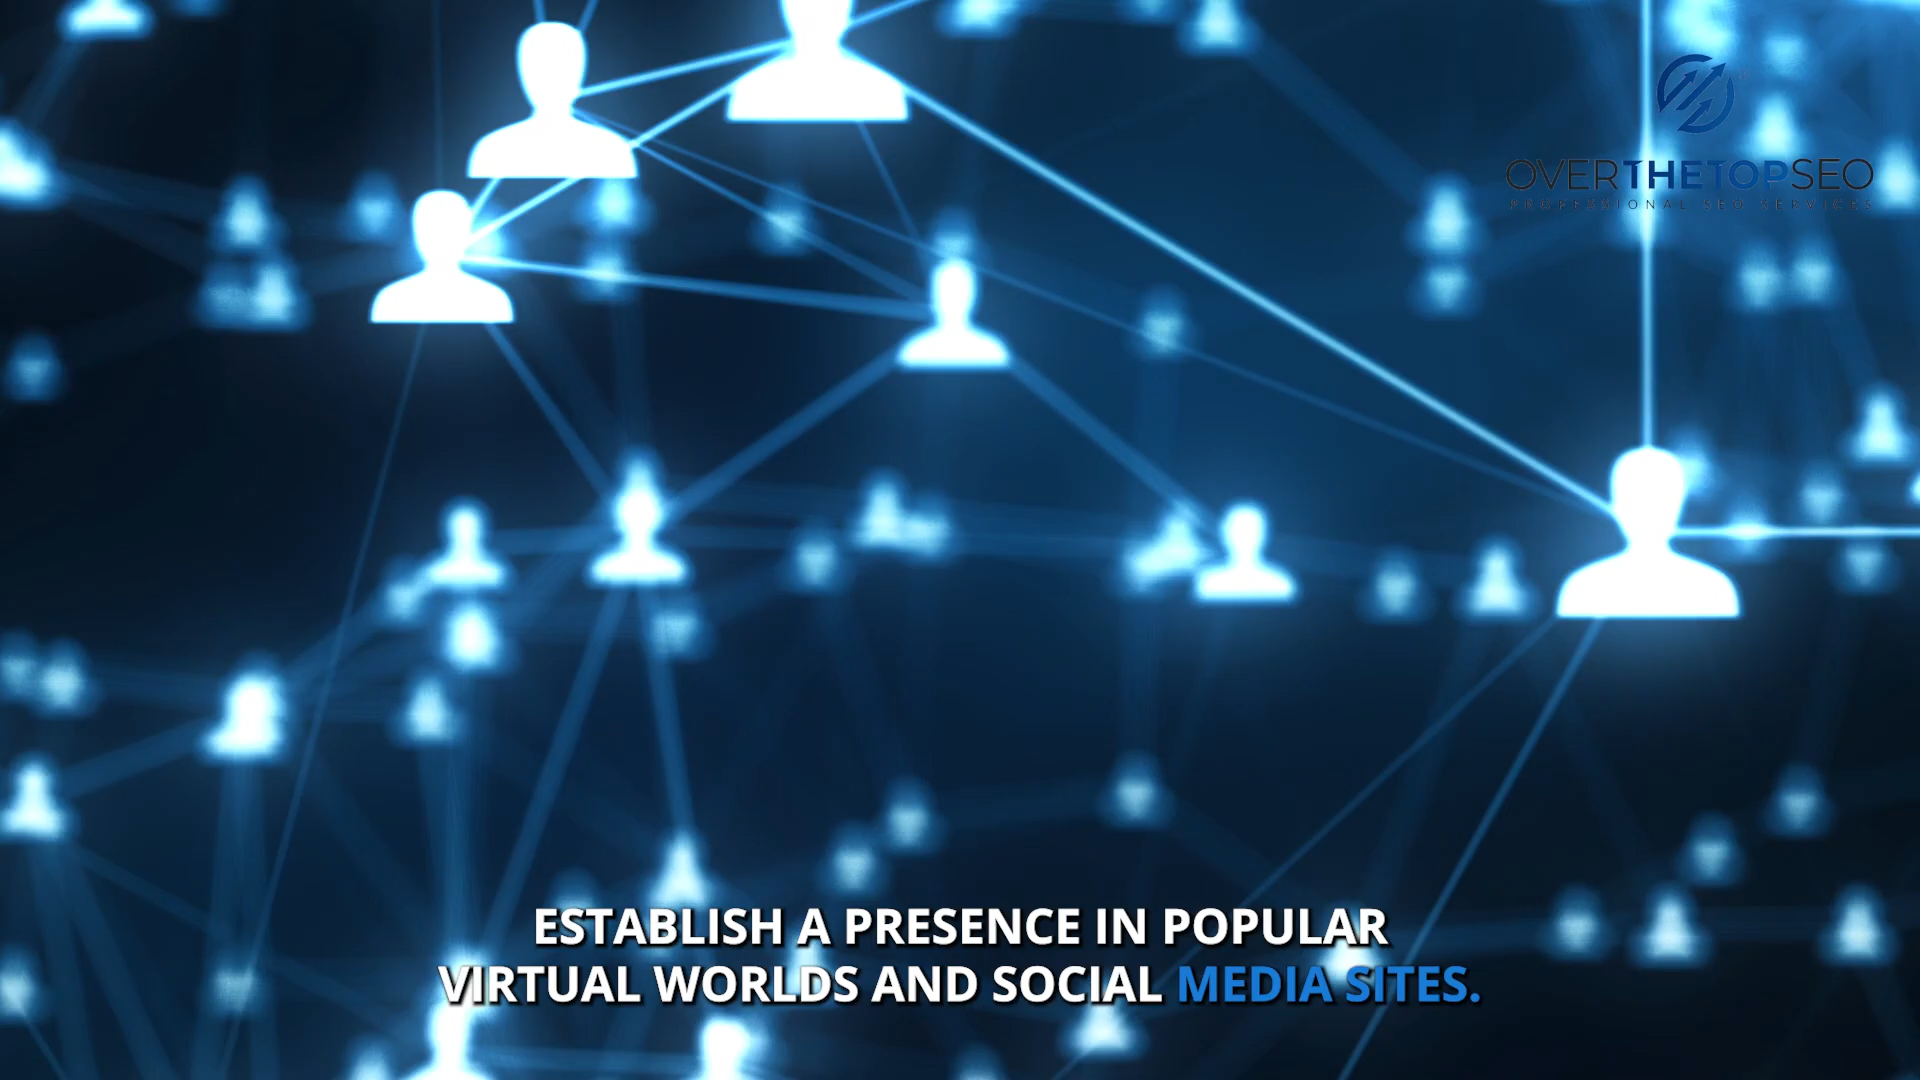 OVERTHETOPSEO
PROFESSIONAL SEO SERVICES
ESTABLISH A PRESENCE IN POPULAR
VIRTUAL WORLDS AND SOCIAL MEDIA SITES.